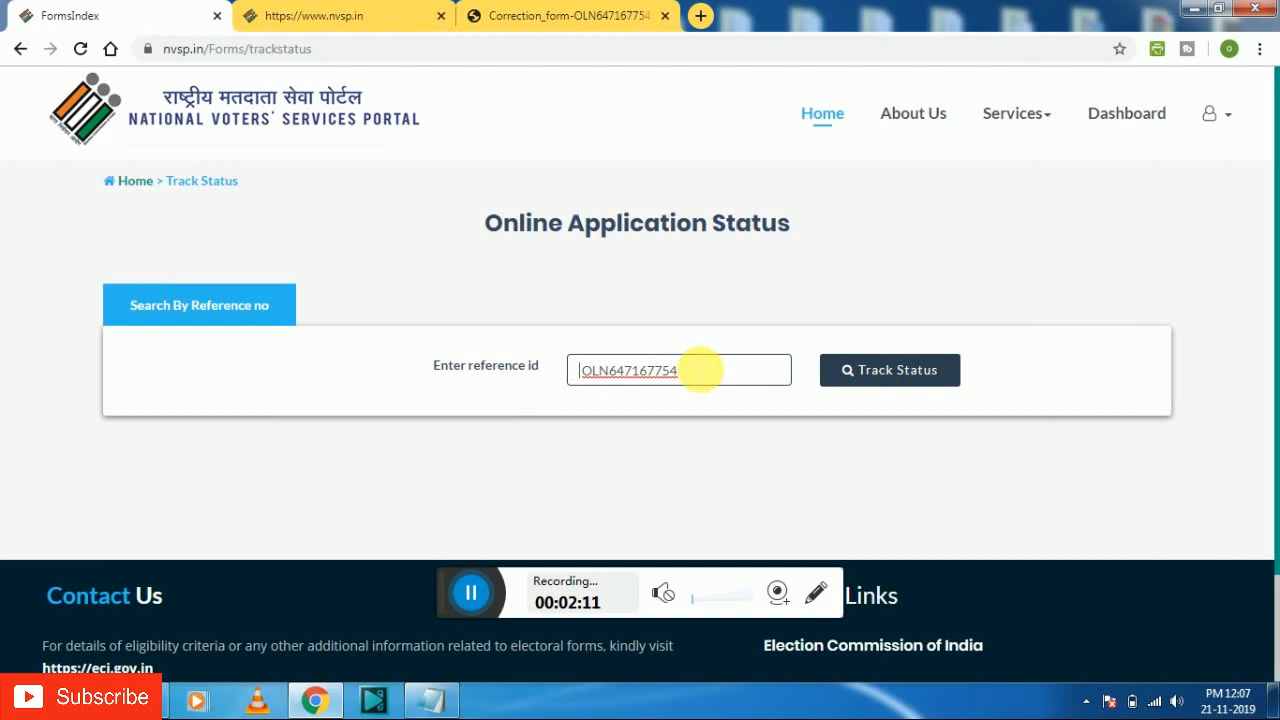 FormsIndex
https://www.nvsp.in
Correction_form-OLN647167754
nvsp.in/Forms/trackstatus
राष्ट्रीय मतदाता सेवा पोर्टल
NATIONAL VOTERS' SERVICES PORTAL
Home
About Us
Services
Dashboard
Home > Track Status
Online Application Status
Search By Reference no
Enter reference id
OLN647167754
Track Status
Recording...
00:02:11
Contact Us
Links
For details of eligibility criteria or any other additional information related to electoral forms, kindly visit
https://eci.gov.in
Election Commission of India
Subscribe
PM 12:07
21-11-2019